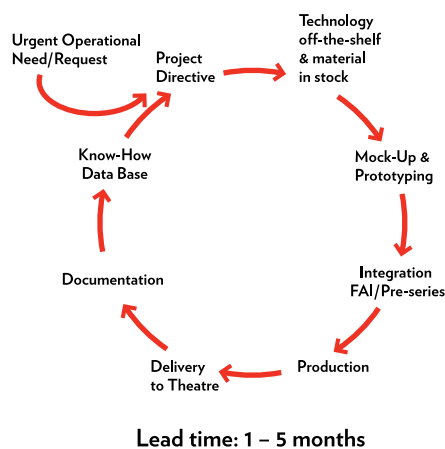 Urgent Operational
Need/Request
Project
Directive
Technology
off-the-shelf
& material
in stock
Mock-Up &
Prototyping
Integration
FAI/Pre-series
Production
Delivery
to Theatre
Documentation
Know-How
Data Base
Lead time: 1 – 5 months